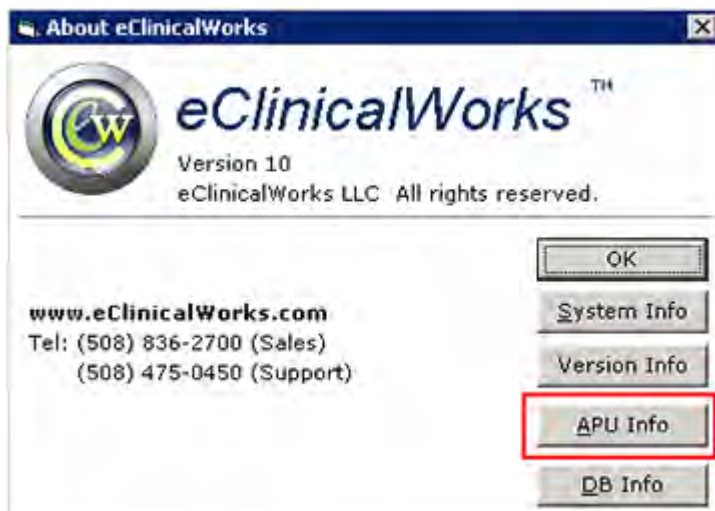 About eClinicalWorks
eCW
eClinicalWorks TM
Version 10
eClinicalWorks LLC All rights reserved.
OK
www.eClinicalWorks.com
System Info
Tel: (508) 836-2700 (Sales)
(508) 475-0450 (Support)
Version Info
APU Info
DB Info